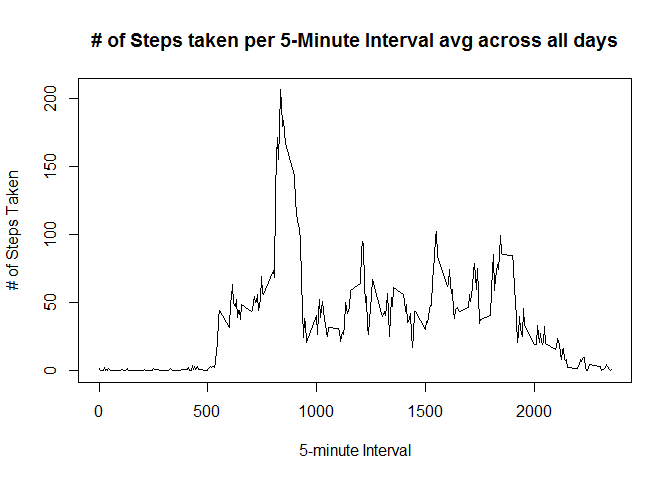 # of Steps taken per 5-Minute Interval avg across all days
# of Steps Taken
200
150
100
50
0
0 500 1000 1500 2000
5-minute Interval